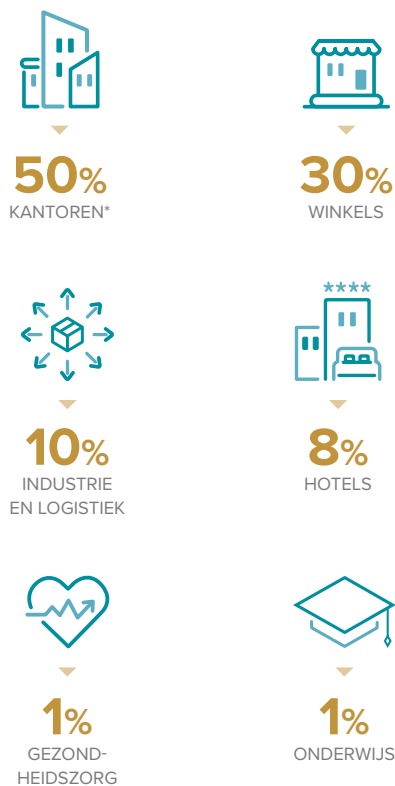 50%
KANTOREN*
30%
WINKELS
****
10%
INDUSTRIE
EN LOGISTIEK
8%
HOTELS
1%
GEZOND-
HEIDSZORG
1%
ONDERWIJS